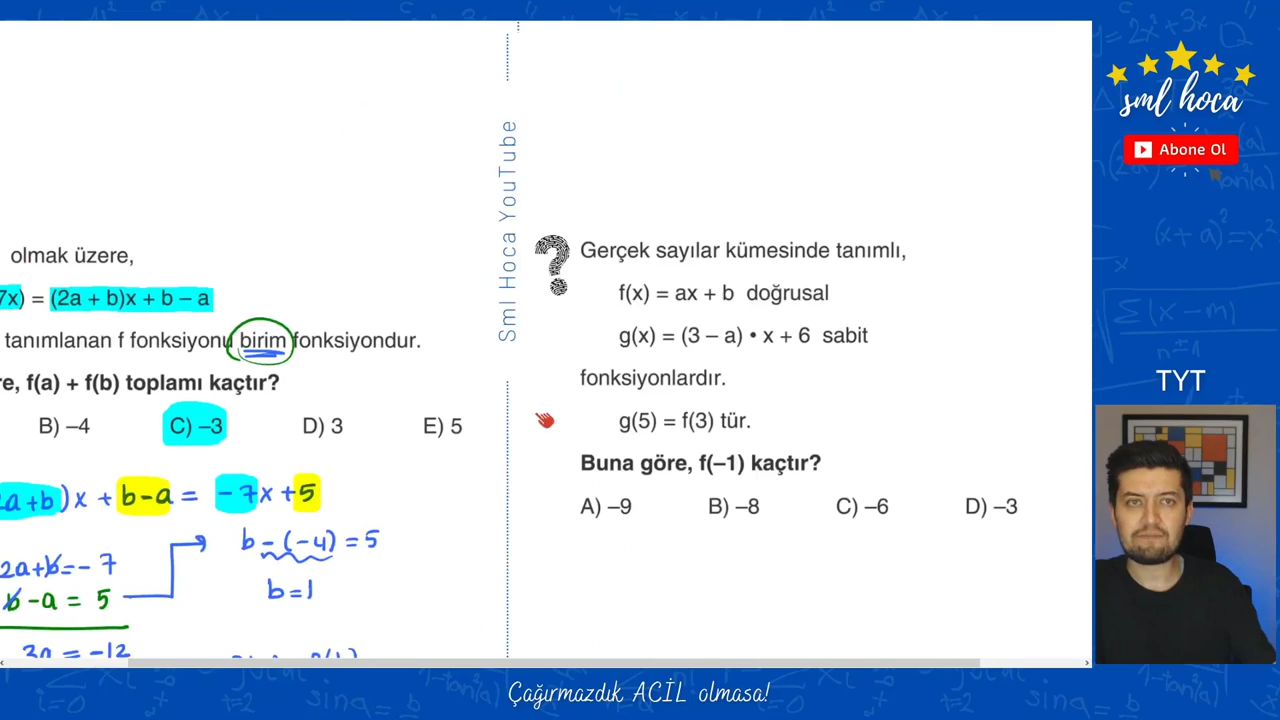 sml hoca
Abone Ol
TYT
Sml Hoca YouTube
olmak üzere,
7x) = (2a + b)x + b – a
tanımlanan f fonksiyonu birim fonksiyondur.
re, f(a) + f(b) toplamı kaçtır?
B) –4 C) –3 D) 3 E) 5
2a+b)x + b-a = -7x+5
2a+b=-7
b-a = 5
3a = -12
b-(-4) = 5
b=1
Gerçek sayılar kümesinde tanımlı,
f(x) = ax + b doğrusal
g(x) = (3 – a) • x + 6 sabit
fonksiyonlardır.
g(5) = f(3) tür.
Buna göre, f(–1) kaçtır?
A) –9 B) –8 C) –6 D) –3
Çağırmazdık ACİL olmasa!